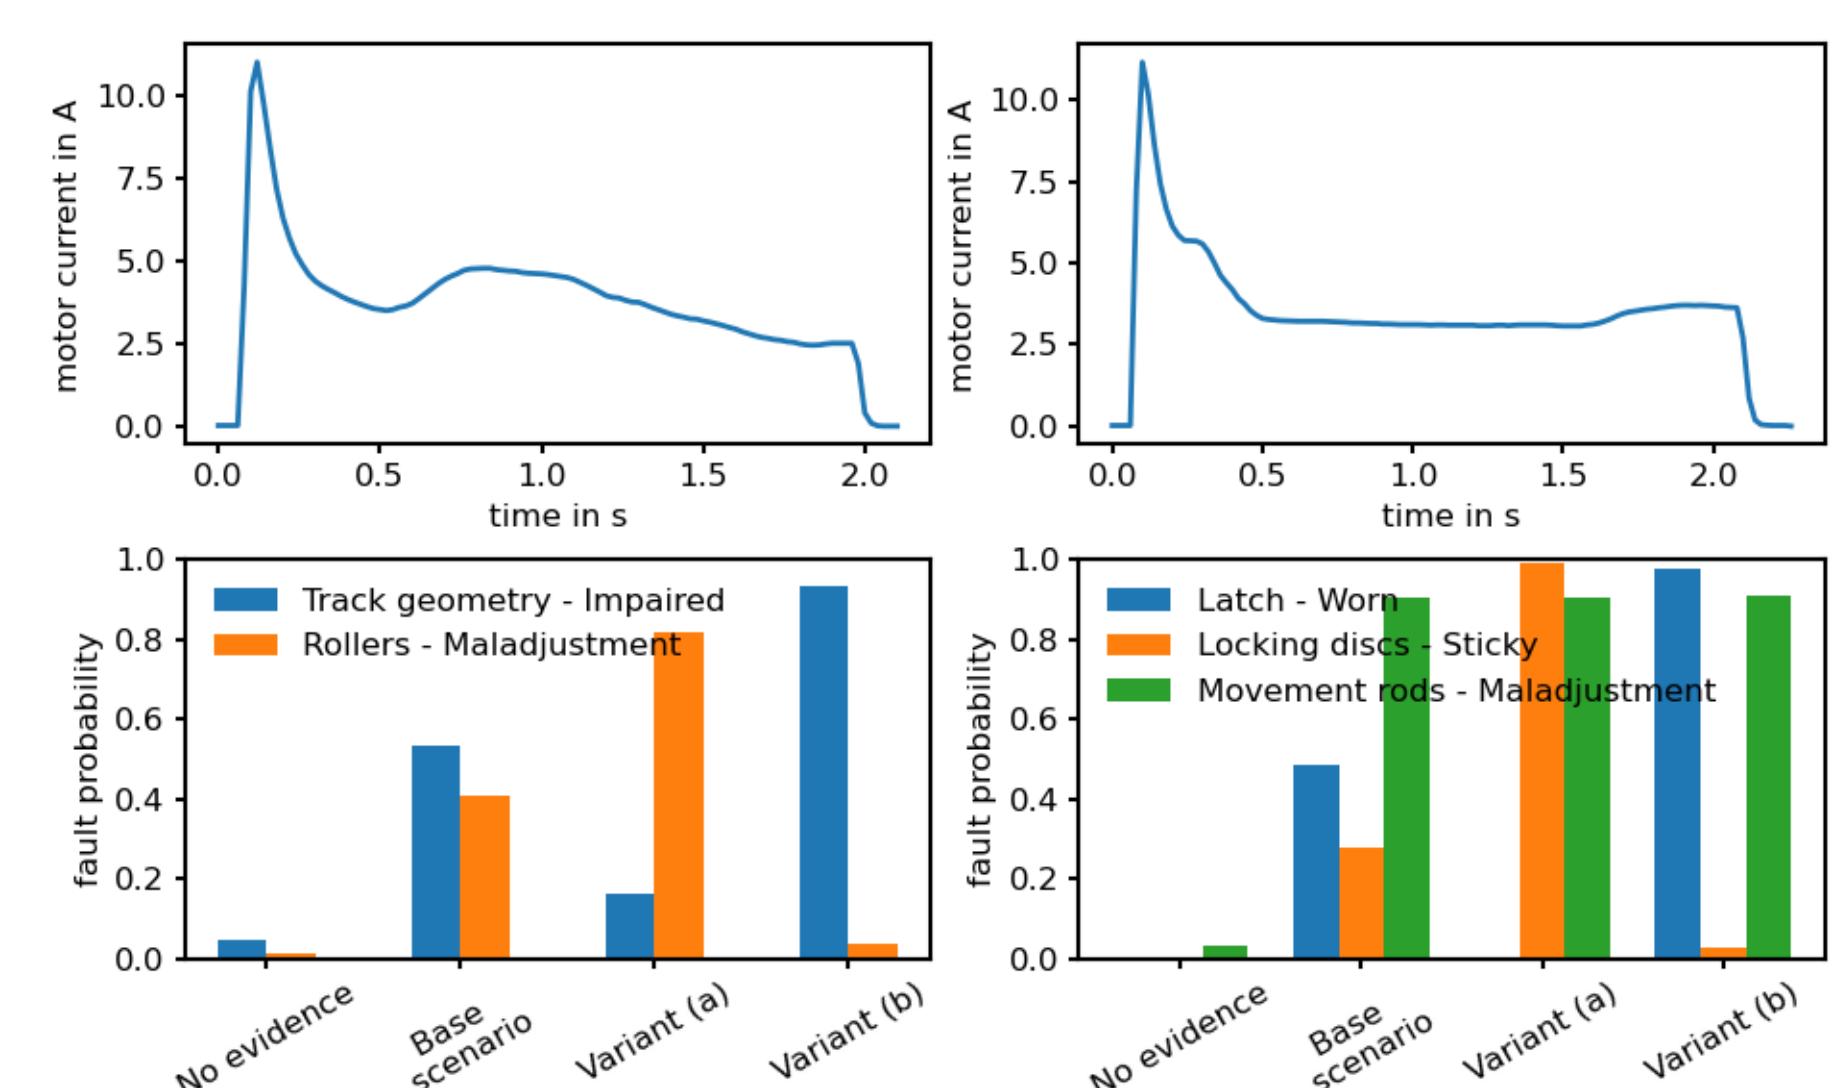 motor current in A
10.0
7.5
5.0
2.5
0.0
0.0 0.5 1.0 1.5 2.0
time in s
motor current in A
10.0
7.5
5.0
2.5
0.0
0.0 0.5 1.0 1.5 2.0
time in s
fault probability
1.0
0.8
0.6
0.4
0.2
0.0
Track geometry - Impaired
Rollers - Maladjustment
No evidence
Base
scenario
Variant (a)
Variant (b)
fault probability
1.0
0.8
0.6
0.4
0.2
0.0
Latch - Worn
Locking discs - Sticky
Movement rods - Maladjustment
No evidence
Base
scenario
Variant (a)
Variant (b)